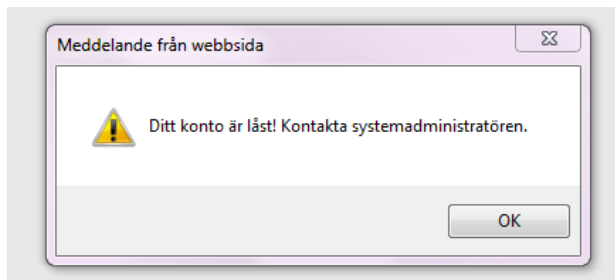 Meddelande från webbsida
Ditt konto är låst! Kontakta systemadministratören.
OK